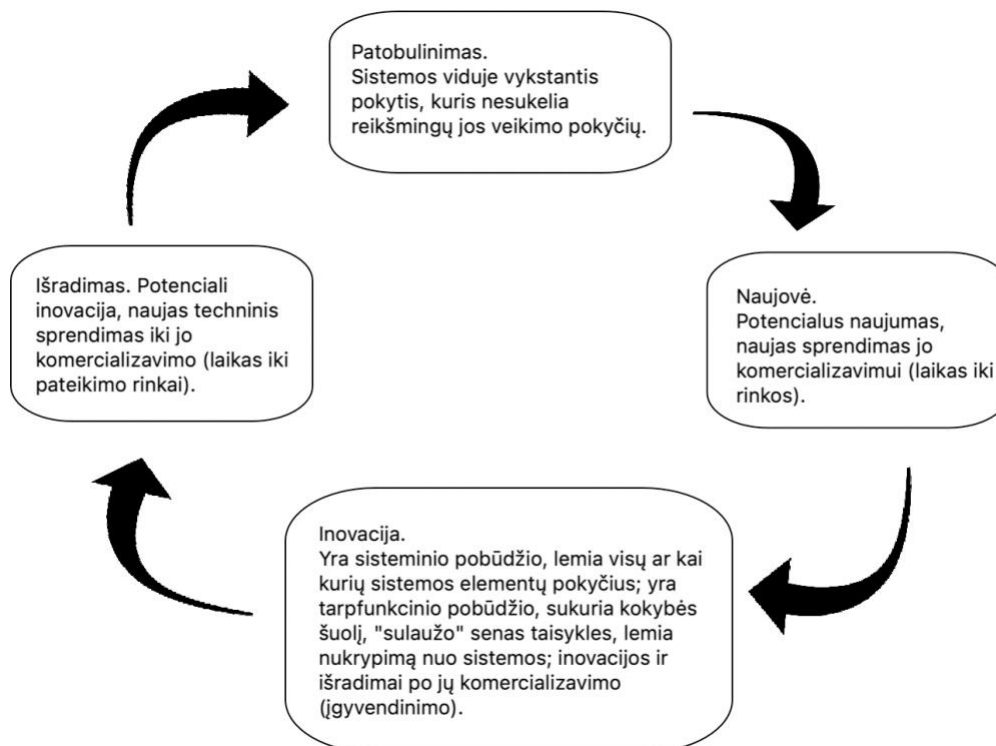 Patobulinimas.
Sistemos viduje vykstantis
pokytis, kuris nesukelia
reikšmingų jos veikimo pokyčių.
Išradimas. Potenciali
inovacija, naujas techninis
sprendimas iki jo
komercializavimo (laikas iki
pateikimo rinkai).
Naujovė.
Potencialus naujumas,
naujas sprendimas jo
komercializavimui (laikas iki
rinkos).
Inovacija.
Yra sisteminio pobūdžio, lemia visų ar kai
kurių sistemos elementų pokyčius; yra
tarpfunkcinio pobūdžio, sukuria kokybės
šuolį, "sulaužo" senas taisykles, lemia
nukrypimą nuo sistemos; inovacijos ir
išradimai po jų komercializavimo
(įgyvendinimo).